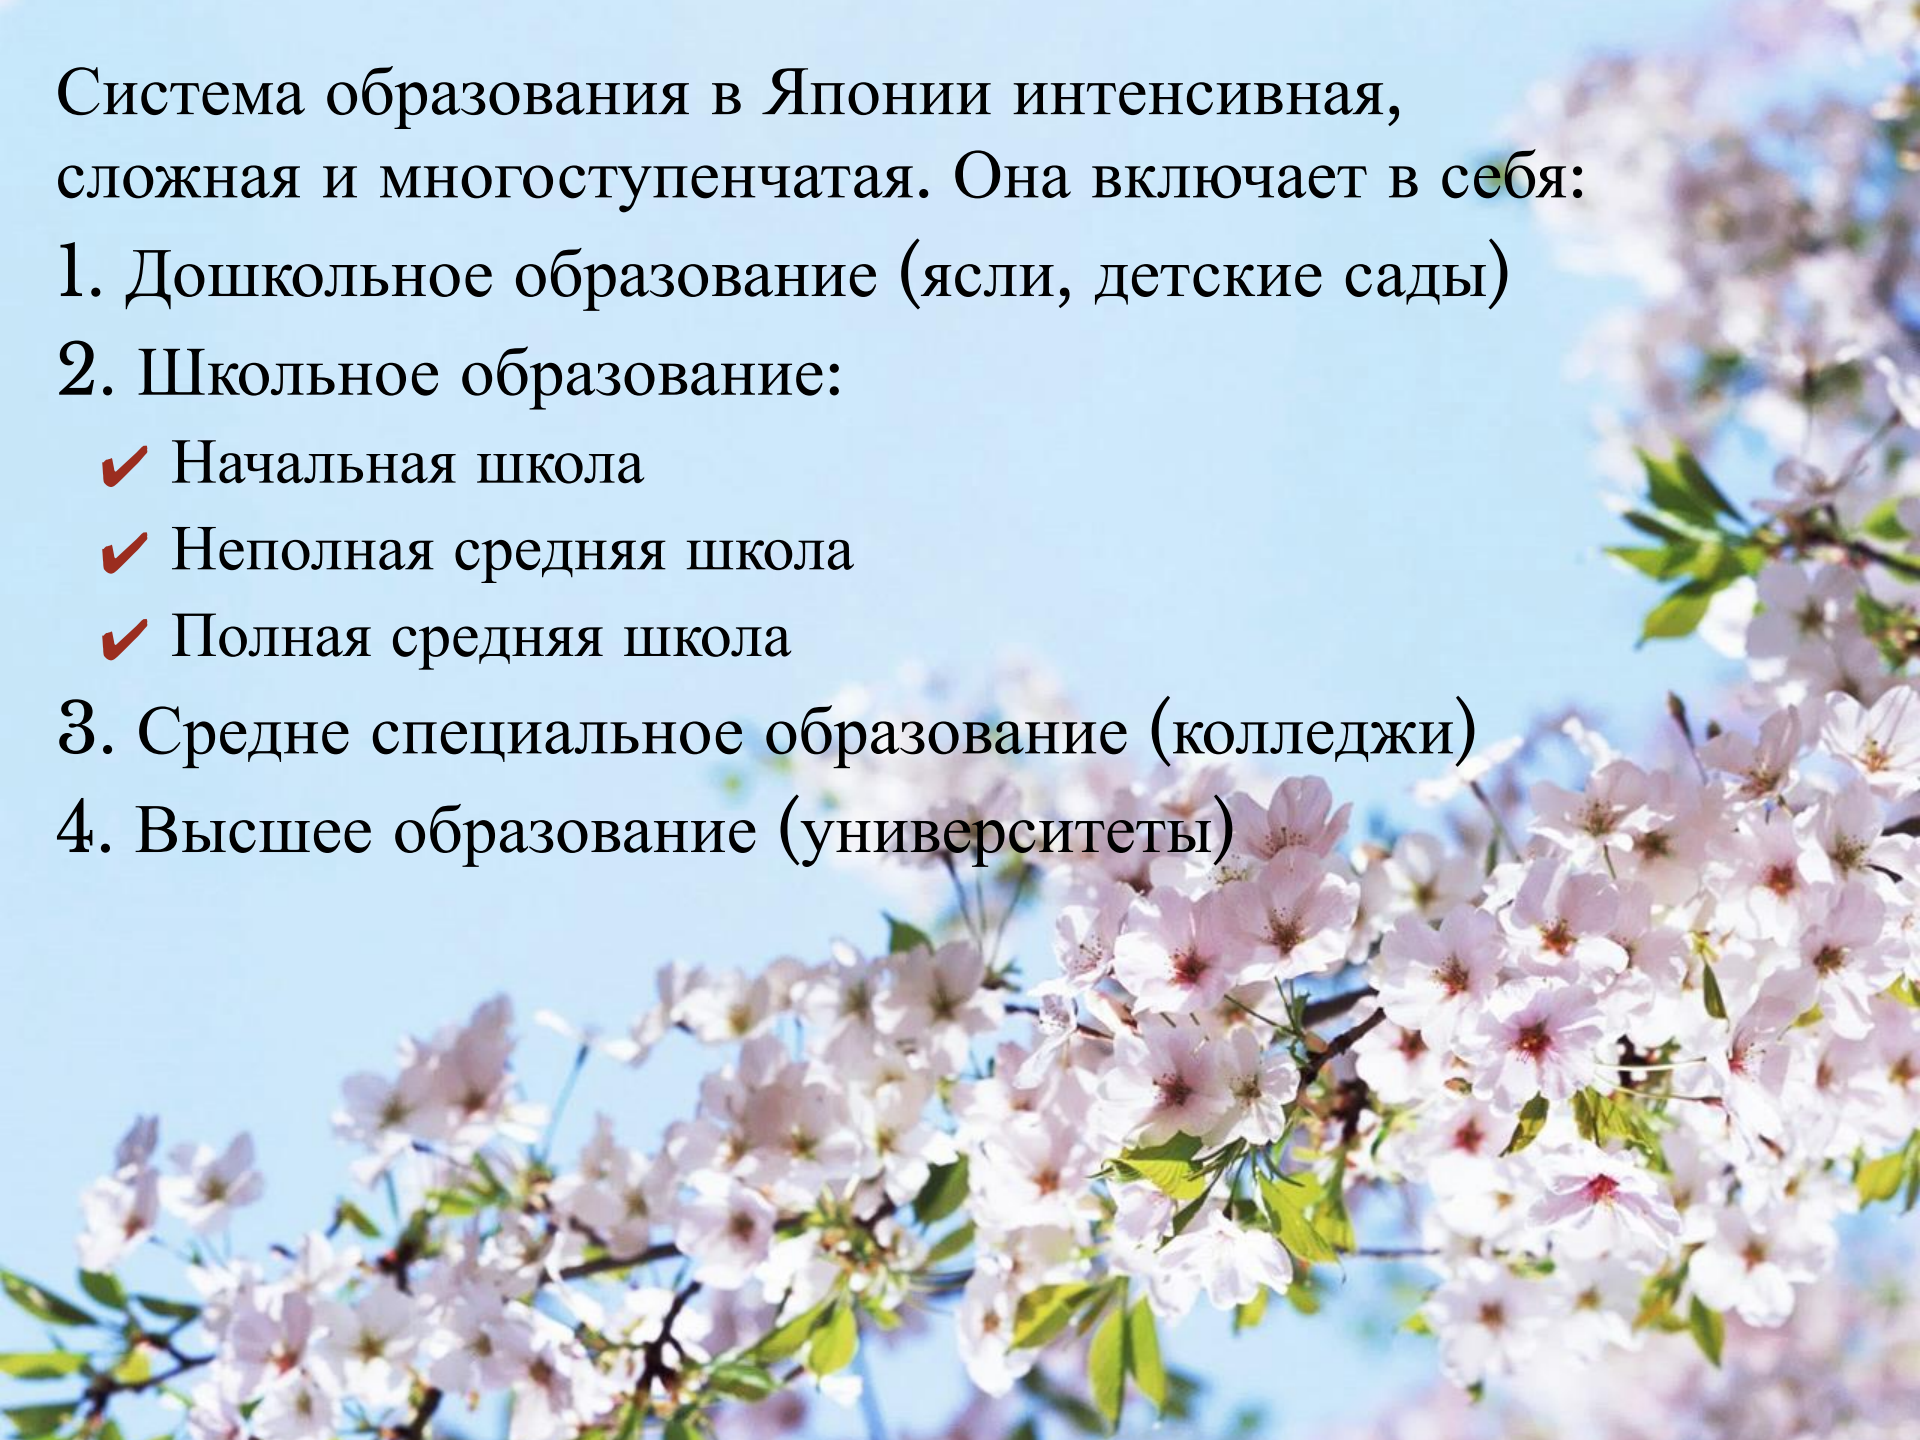 Система образования в Японии интенсивная,
сложная и многоступенчатая. Она включает в себя:
1. Дошкольное образование (ясли, детские сады)
2. Школьное образование:
✔ Начальная школа
✔ Неполная средняя школа
✔ Полная средняя школа
3. Средне специальное образование (колледжи)
4. Высшее образование (университеты)